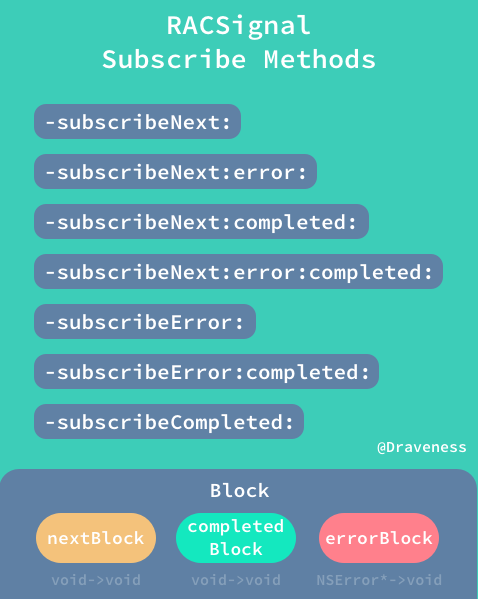 RACSignal
Subscribe Methods
-subscribeNext:
-subscribeNext:error:
-subscribeNext:completed:
-subscribeNext:error:completed:
-subscribeError:
-subscribeError:completed:
-subscribeCompleted:
@Draveness
Block
nextBlock
completed
Block
errorBlock
void->void
void->void
NSError*->void